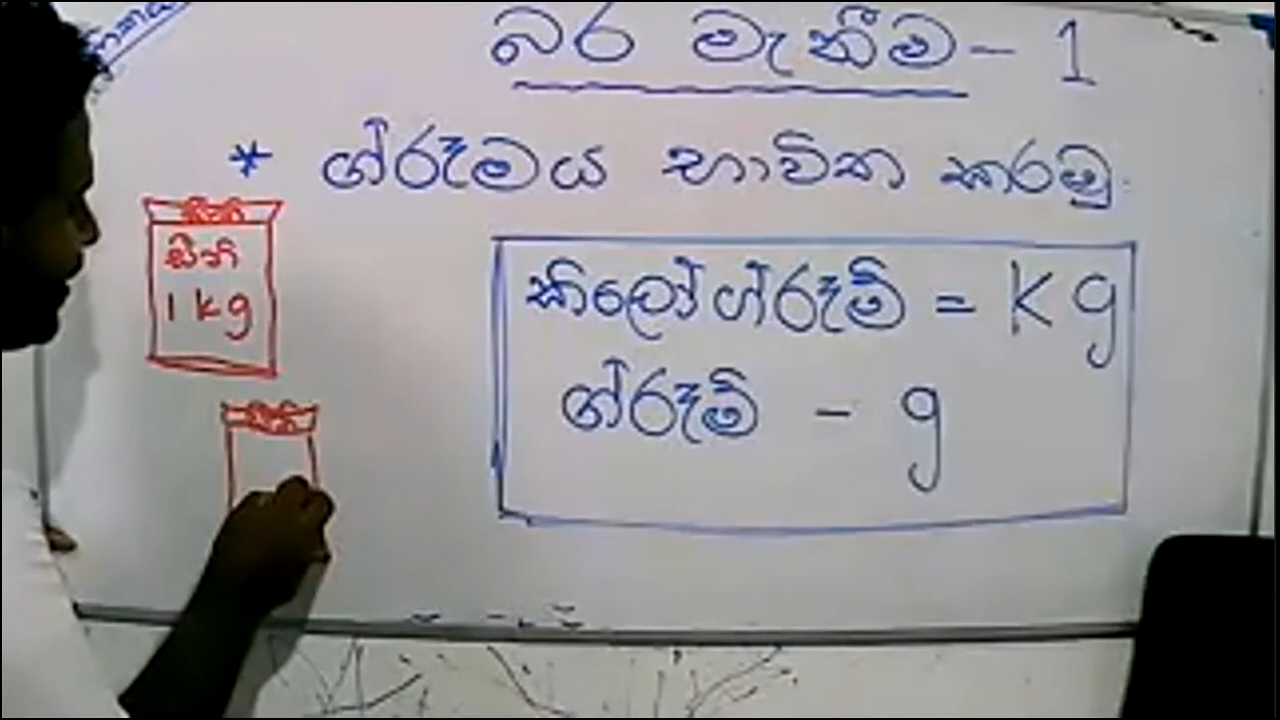 බර මැනීම - 1
* ග්රෑමය භාවිත කරමු.
සීනි
1 kg
කිලෝග්රෑම් = kg
ග්රෑම් - g